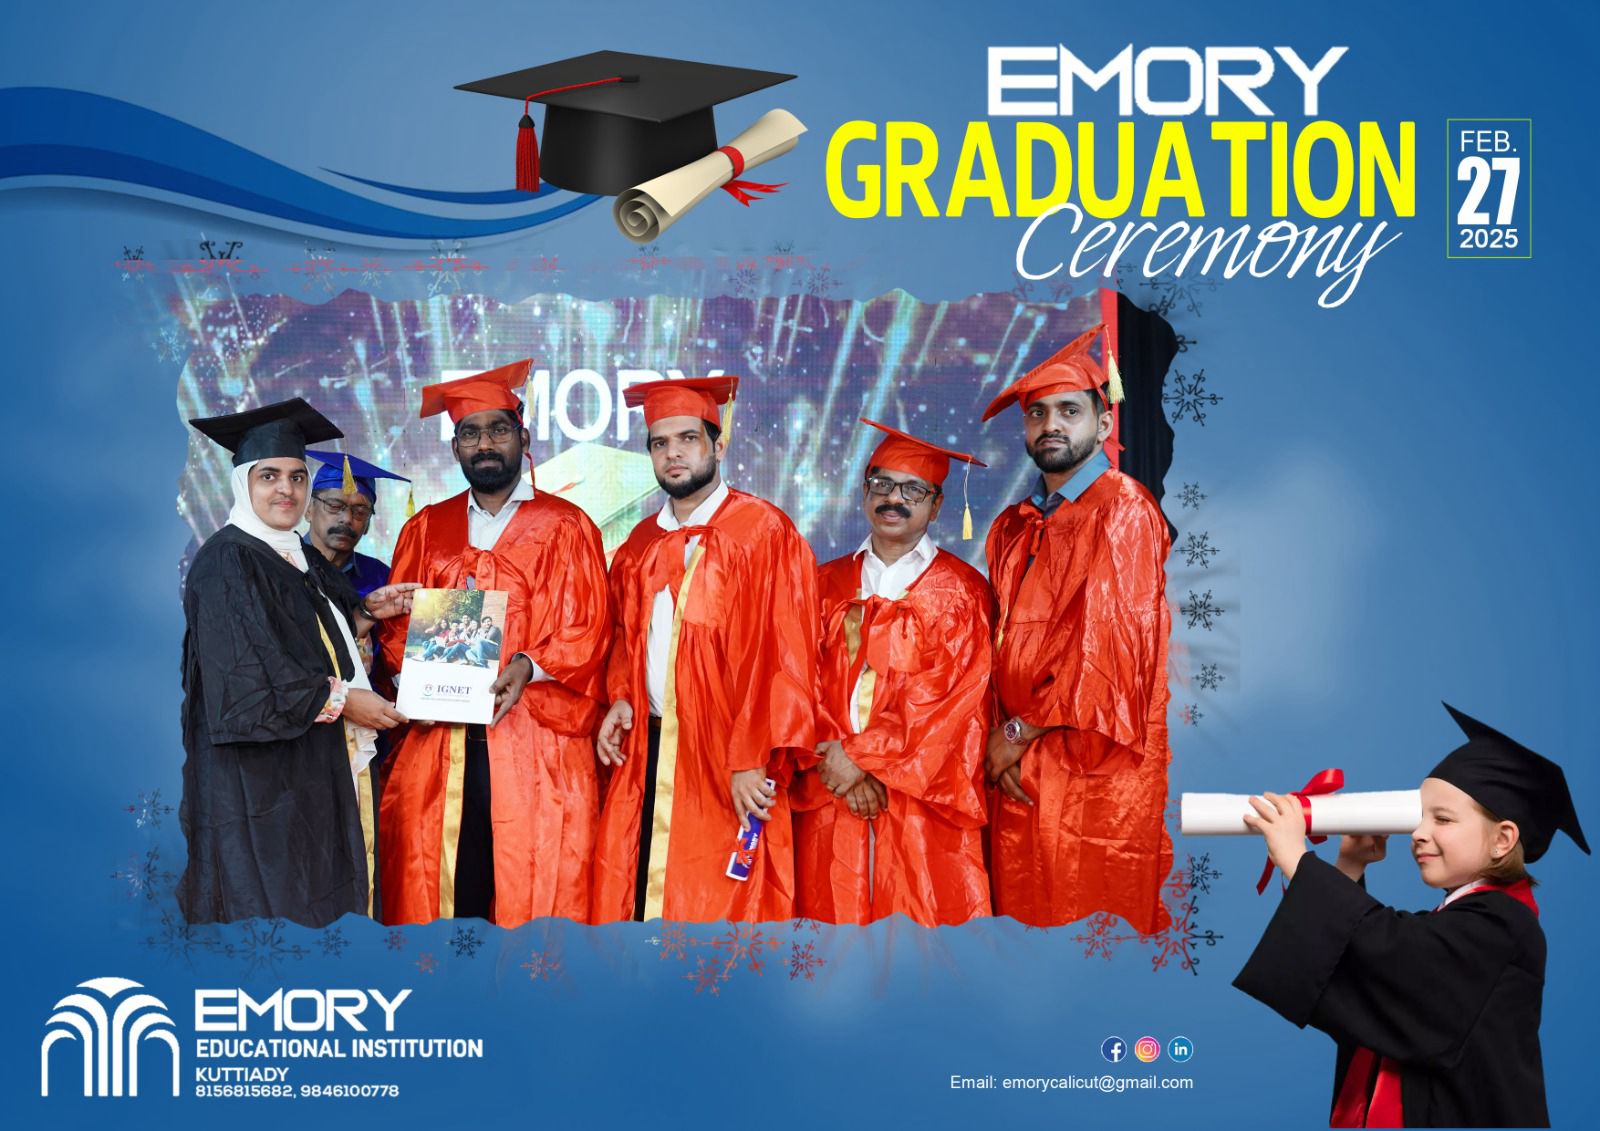 EMORY
GRADUATION
Ceremony
FEB.
27
2025
EMORY
IGNET
EMORY
EDUCATIONAL INSTITUTION
KUTTIADY
8156815682, 9846100778
Email: emorycalicut@gmail.com